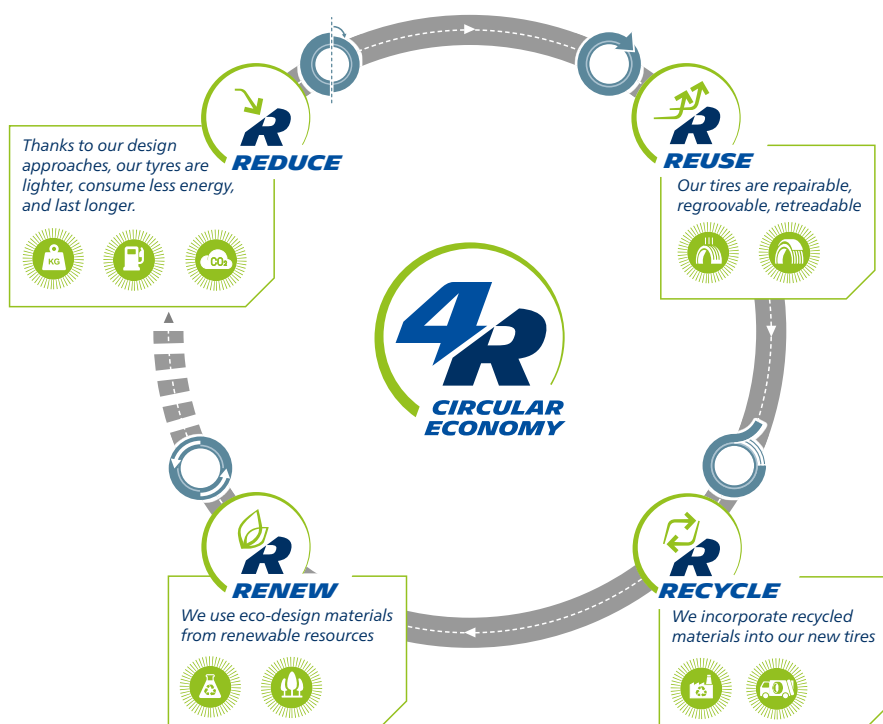 R
REDUCE
Thanks to our design
approaches, our tyres are
lighter, consume less energy,
and last longer.
KG
CO₂
R
REUSE
Our tires are repairable,
regroovable, retreadable
4R
CIRCULAR
ECONOMY
R
RENEW
We use eco-design materials
from renewable resources
R
RECYCLE
We incorporate recycled
materials into our new tires